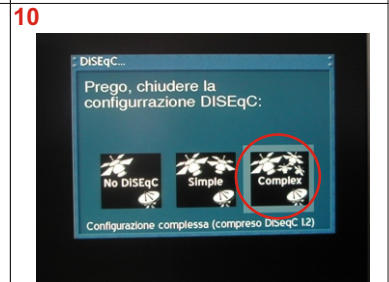 10
DiSEqC...
Prego, chiudere la
configurrazione DISEqC:
No DiSEqC
Simple
Complex
Configurazione complessa (compreso DiSeqC 1.2)